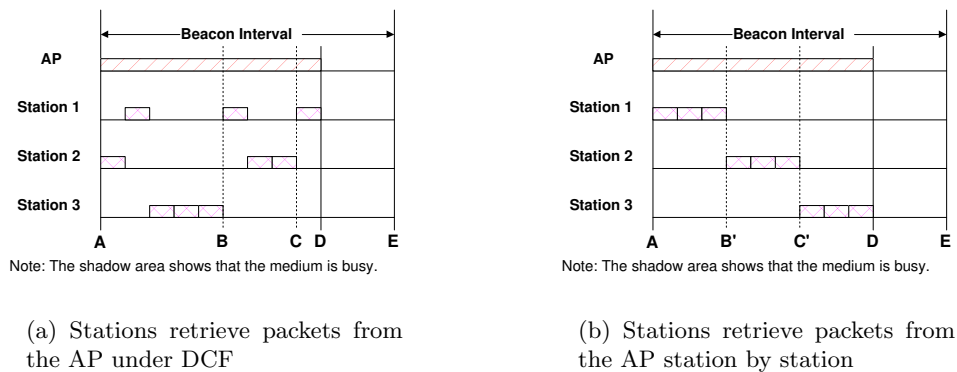 Beacon Interval
AP
Station 1
Station 2
Station 3
A B C D E
Note: The shadow area shows that the medium is busy.
(a) Stations retrieve packets from
the AP under DCF
Beacon Interval
AP
Station 1
Station 2
Station 3
A B' C' D E
Note: The shadow area shows that the medium is busy.
(b) Stations retrieve packets from
the AP station by station